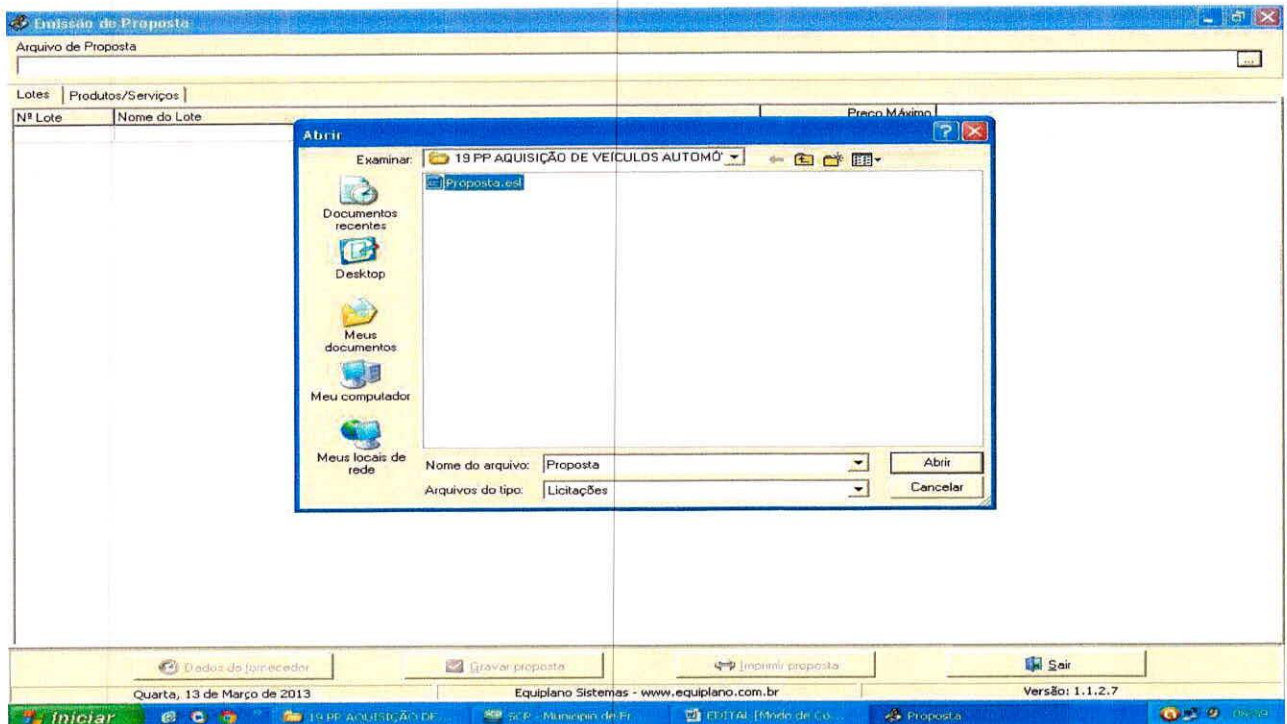 Emissão de Proposta
Arquivo de Proposta
...
Lotes Produtos/Serviços
Nª Lote Nome do Lote Preço Máximo
Abrir
Examinar: 19 PP AQUISIÇÃO DE VEÍCULOS AUTOMÓ
Proposta.esl
Documentos
recentes
Desktop
Meus
documentos
Meu computador
Meus locais de
rede
Nome do arquivo: Proposta Abrir
Arquivos do tipo: Licitações Cancelar
Dados do fornecedor Gravar proposta Imprimir proposta Sair
Quarta, 13 de Março de 2013 Equiplano Sistemas - www.equiplano.com.br Versão: 1.1.2.7
Iniciar 19 PP AQUISIÇÃO DE... SCP - Município de Fr... EDITAL [Modo de Co... Proposta